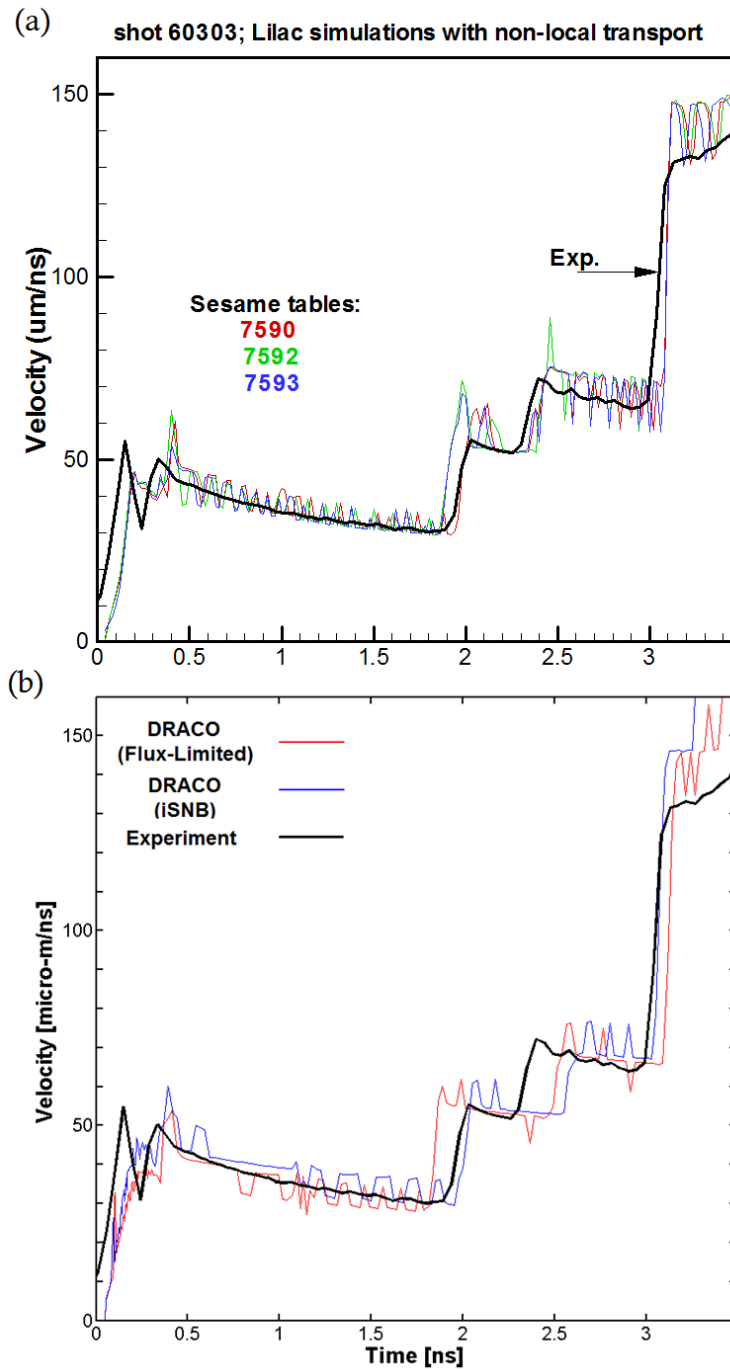 (a)
shot 60303; Lilac simulations with non-local transport
150
100
50
0
Velocity (um/ns)
Exp.
Sesame tables:
7590
7592
7593
0 0.5 1 1.5 2 2.5 3
(b)
150
100
50
0
Velocity [micro-m/ns]
DRACO
(Flux-Limited)
DRACO
(iSNB)
Experiment
0 0.5 1 1.5 2 2.5 3
Time [ns]